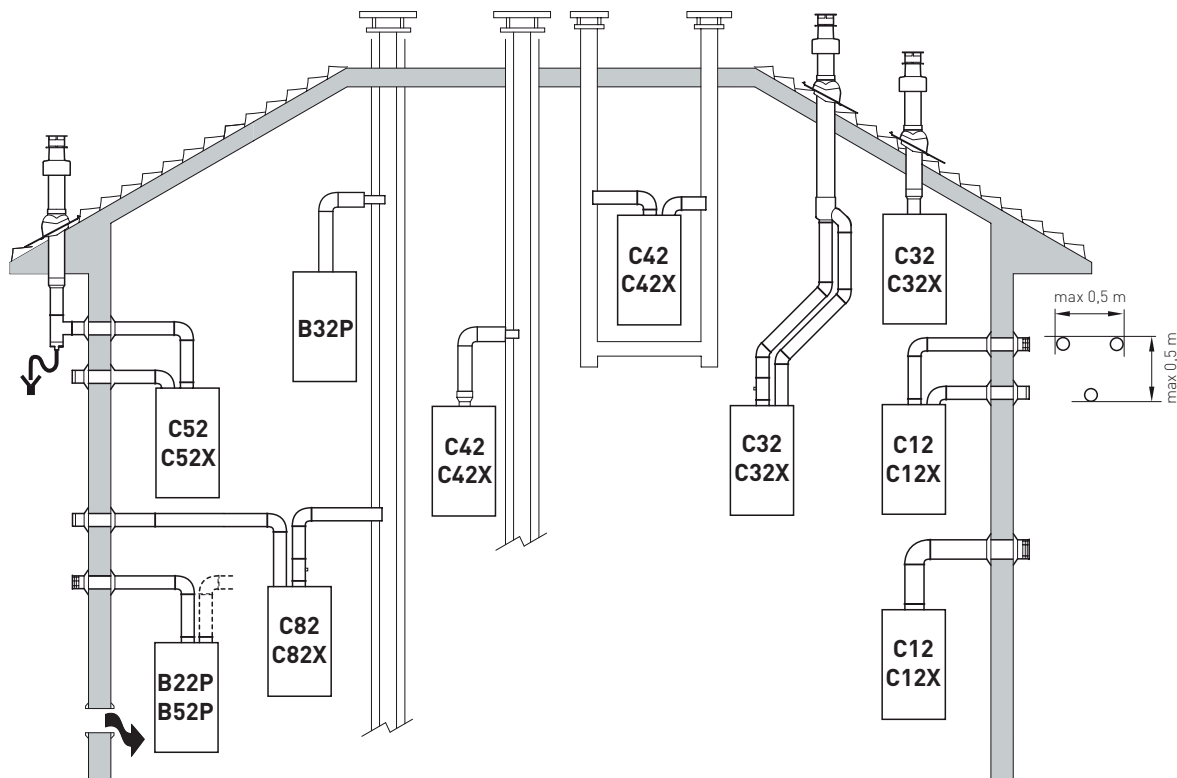 C42
C42X
C32
C32X
B32P
max 0,5 m
max 0,5 m
C52
C52X
C42
C42X
C32
C32X
C12
C12X
C82
C82X
B22P
B52P
C12
C12X